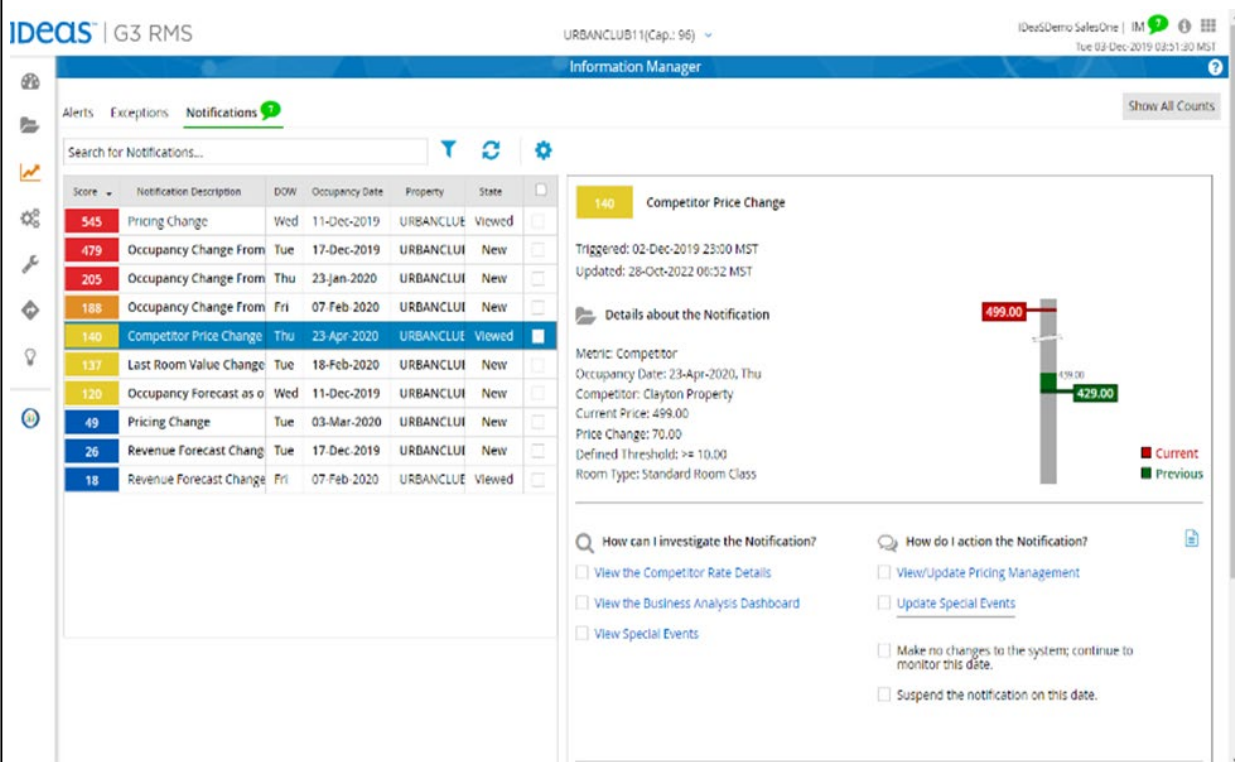 IDeaS™ | G3 RMS
URBANCLUB11(Cap.: 96)
IDeaSDemo SalesOne | IM 7
Tue 03-Dec-2019 03:51:30 MST
Information Manager
?
Alerts Exceptions Notifications 7
Show All Counts
Search for Notifications...
Score Notification Description DOW Occupancy Date Property State
545 Pricing Change Wed 11-Dec-2019 URBANCLUB Viewed
479 Occupancy Change From Tue 17-Dec-2019 URBANCLUI New
205 Occupancy Change From Thu 23-Jan-2020 URBANCLUI New
188 Occupancy Change From Fri 07-Feb-2020 URBANCLUI New
140 Competitor Price Change Thu 23-Apr-2020 URBANCLUB Viewed
137 Last Room Value Change Tue 18-Feb-2020 URBANCLUI New
120 Occupancy Forecast as o Wed 11-Dec-2019 URBANCLUI New
49 Pricing Change Tue 03-Mar-2020 URBANCLUI New
26 Revenue Forecast Chang Tue 17-Dec-2019 URBANCLUI New
18 Revenue Forecast Change Fri 07-Feb-2020 URBANCLUB Viewed
140 Competitor Price Change
Triggered: 02-Dec-2019 23:00 MST
Updated: 28-Oct-2022 06:52 MST
Details about the Notification
Metric: Competitor
Occupancy Date: 23-Apr-2020, Thu
Competitor: Clayton Property
Current Price: 499.00
Price Change: 70.00
Defined Threshold: >= 10.00
Room Type: Standard Room Class
499.00
439.00
429.00
Current
Previous
How can I investigate the Notification?
View the Competitor Rate Details
View the Business Analysis Dashboard
View Special Events
How do I action the Notification?
View/Update Pricing Management
Update Special Events
Make no changes to the system; continue to
monitor this date.
Suspend the notification on this date.